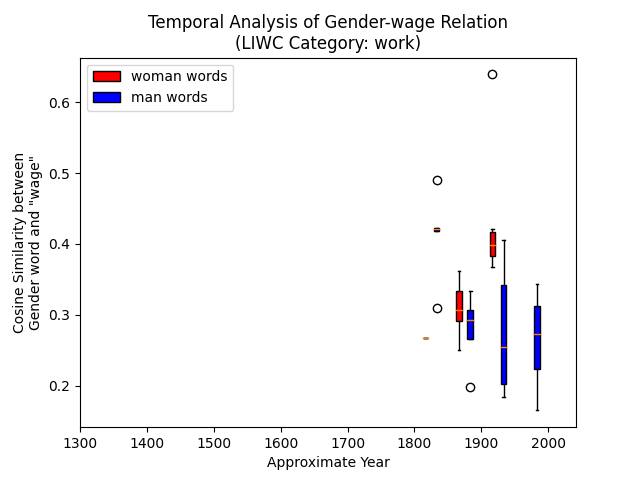 Temporal Analysis of Gender-wage Relation
(LIWC Category: work)
woman words
man words
0.6
0.5
0.4
0.3
0.2
Cosine Similarity between
Gender word and "wage"
1300 1400 1500 1600 1700 1800 1900 2000
Approximate Year